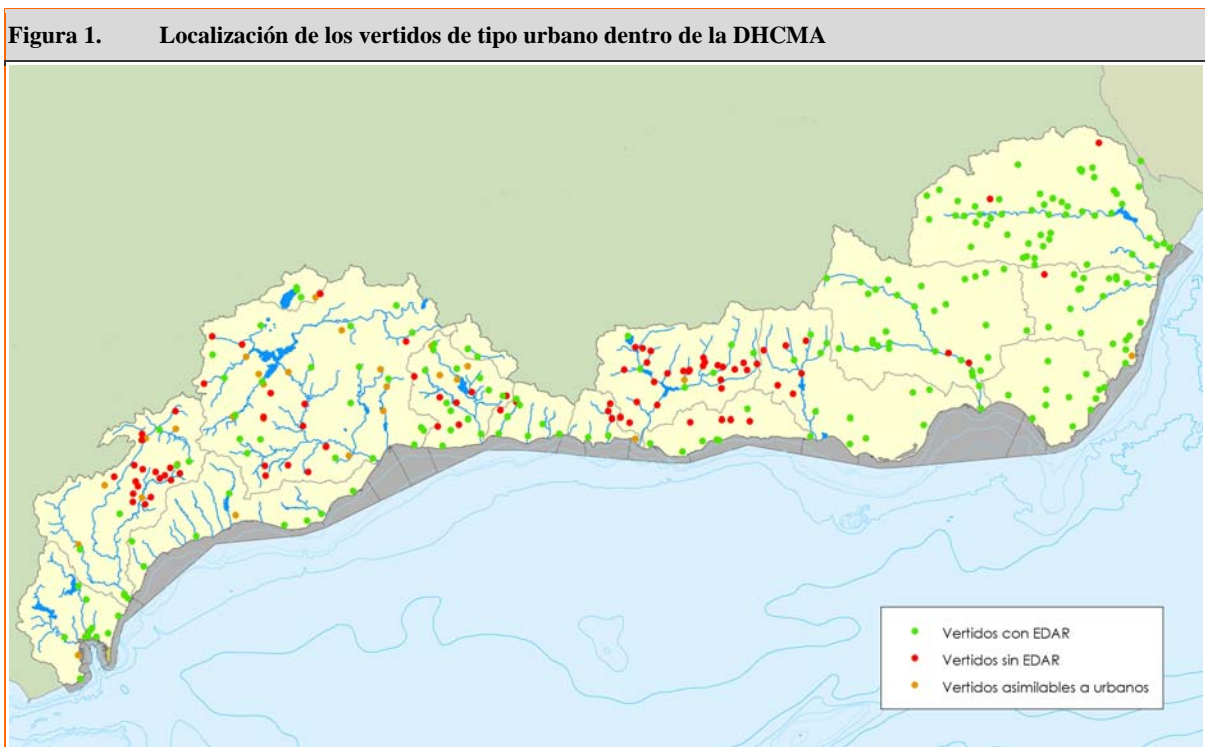 Figura 1. Localización de los vertidos de tipo urbano dentro de la DHCMA
Vertidos con EDAR
Vertidos sin EDAR
Vertidos asimilables a urbanos